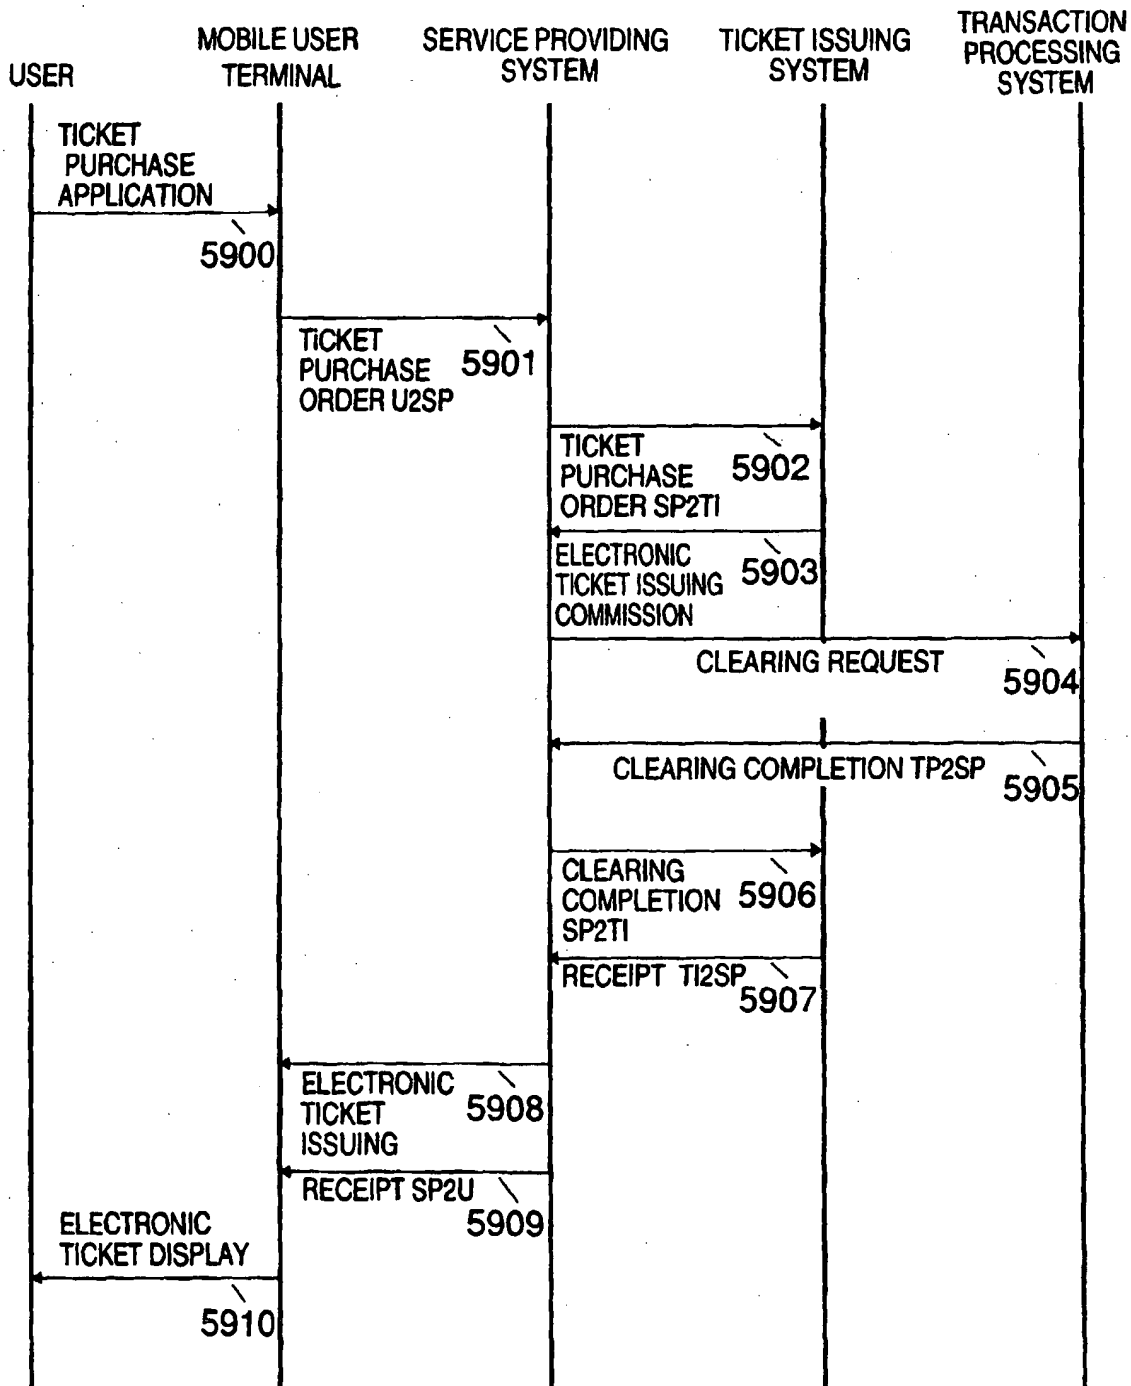 USER
MOBILE USER
TERMINAL
SERVICE PROVIDING
SYSTEM
TICKET ISSUING
SYSTEM
TRANSACTION
PROCESSING
SYSTEM
TICKET
PURCHASE
APPLICATION
5900
TICKET
PURCHASE
ORDER U2SP
5901
TICKET
PURCHASE
ORDER SP2TI
5902
ELECTRONIC
TICKET ISSUING
COMMISSION
5903
CLEARING REQUEST
5904
CLEARING COMPLETION TP2SP
5905
CLEARING
COMPLETION
SP2TI
5906
RECEIPT TI2SP
5907
ELECTRONIC
TICKET
ISSUING
5908
RECEIPT SP2U
5909
ELECTRONIC
TICKET DISPLAY
5910